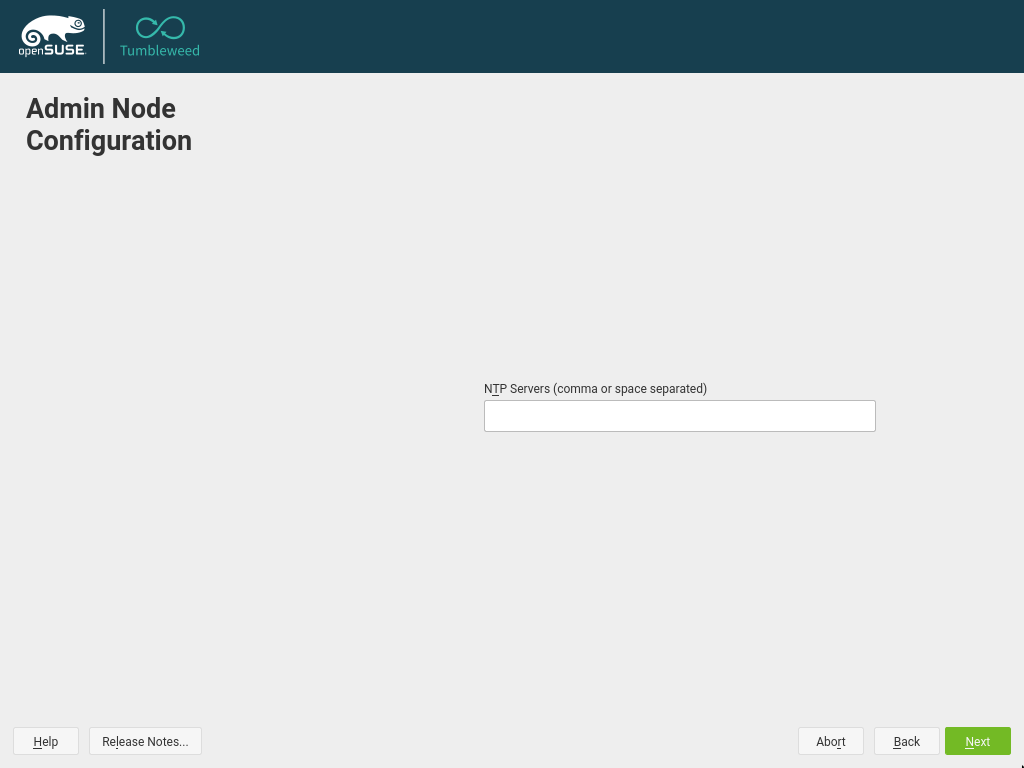 openSUSE
Tumbleweed
Admin Node
Configuration
NTP Servers (comma or space separated)
Help
Release Notes...
Abort
Back
Next